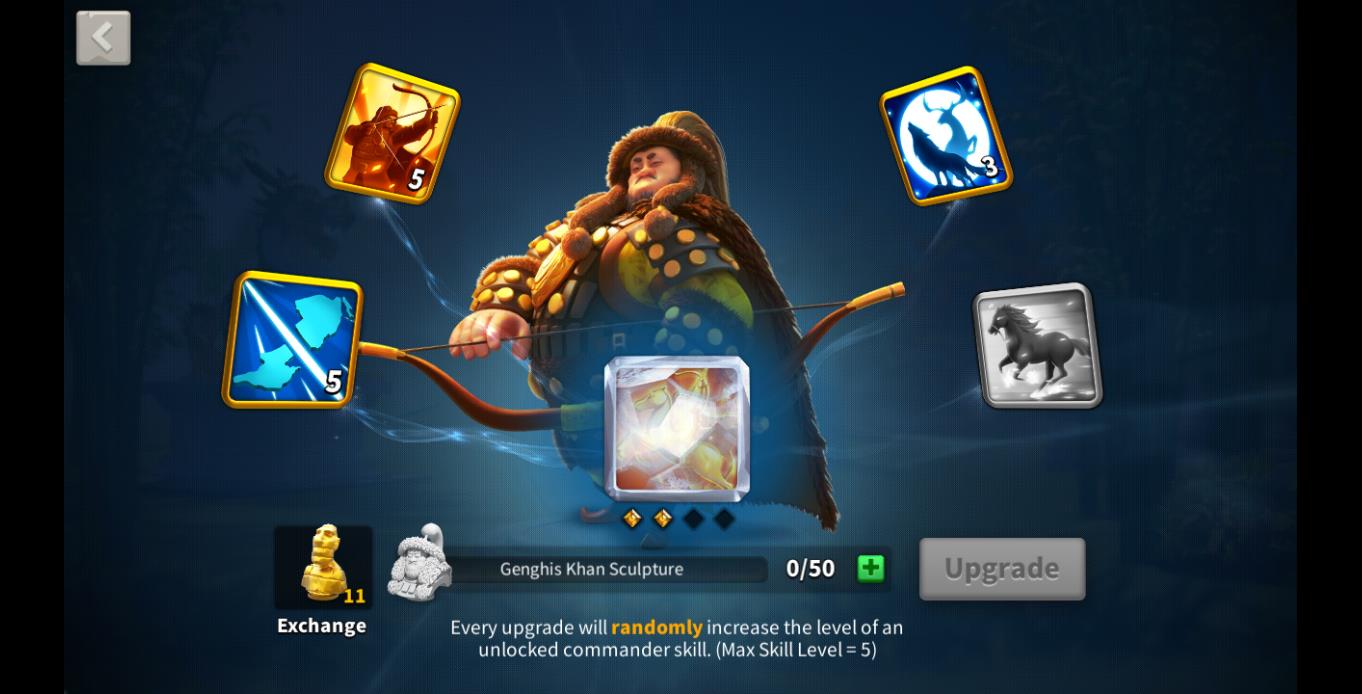 5
3
5
11
Genghis Khan Sculpture
0/50
Upgrade
Exchange
Every upgrade will randomly increase the level of an
unlocked commander skill. (Max Skill Level = 5)